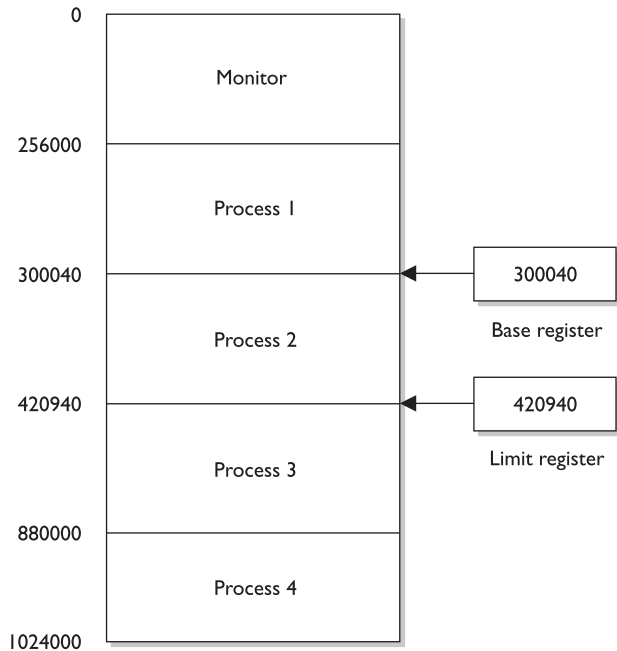 0
Monitor
256000
Process 1
300040
300040
Base register
Process 2
420940
420940
Limit register
Process 3
880000
Process 4
1024000